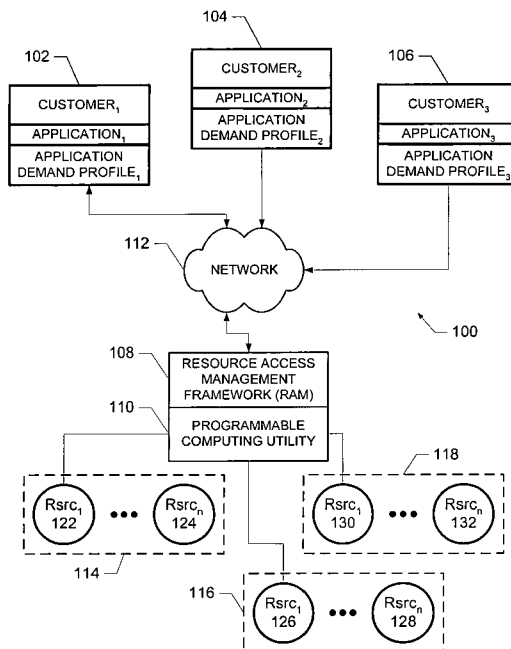 102
CUSTOMER1
APPLICATION1
APPLICATION
DEMAND PROFILE1
104
CUSTOMER2
APPLICATION2
APPLICATION
DEMAND PROFILE2
106
CUSTOMER3
APPLICATION3
APPLICATION
DEMAND PROFILE3
112
NETWORK
100
108
RESOURCE ACCESS
MANAGEMENT
FRAMEWORK (RAM)
110
PROGRAMMABLE
COMPUTING UTILITY
118
Rsrc1
122
•••
Rsrcn
124
114
Rsrc1
130
•••
Rsrcn
132
116
Rsrc1
126
•••
Rsrcn
128